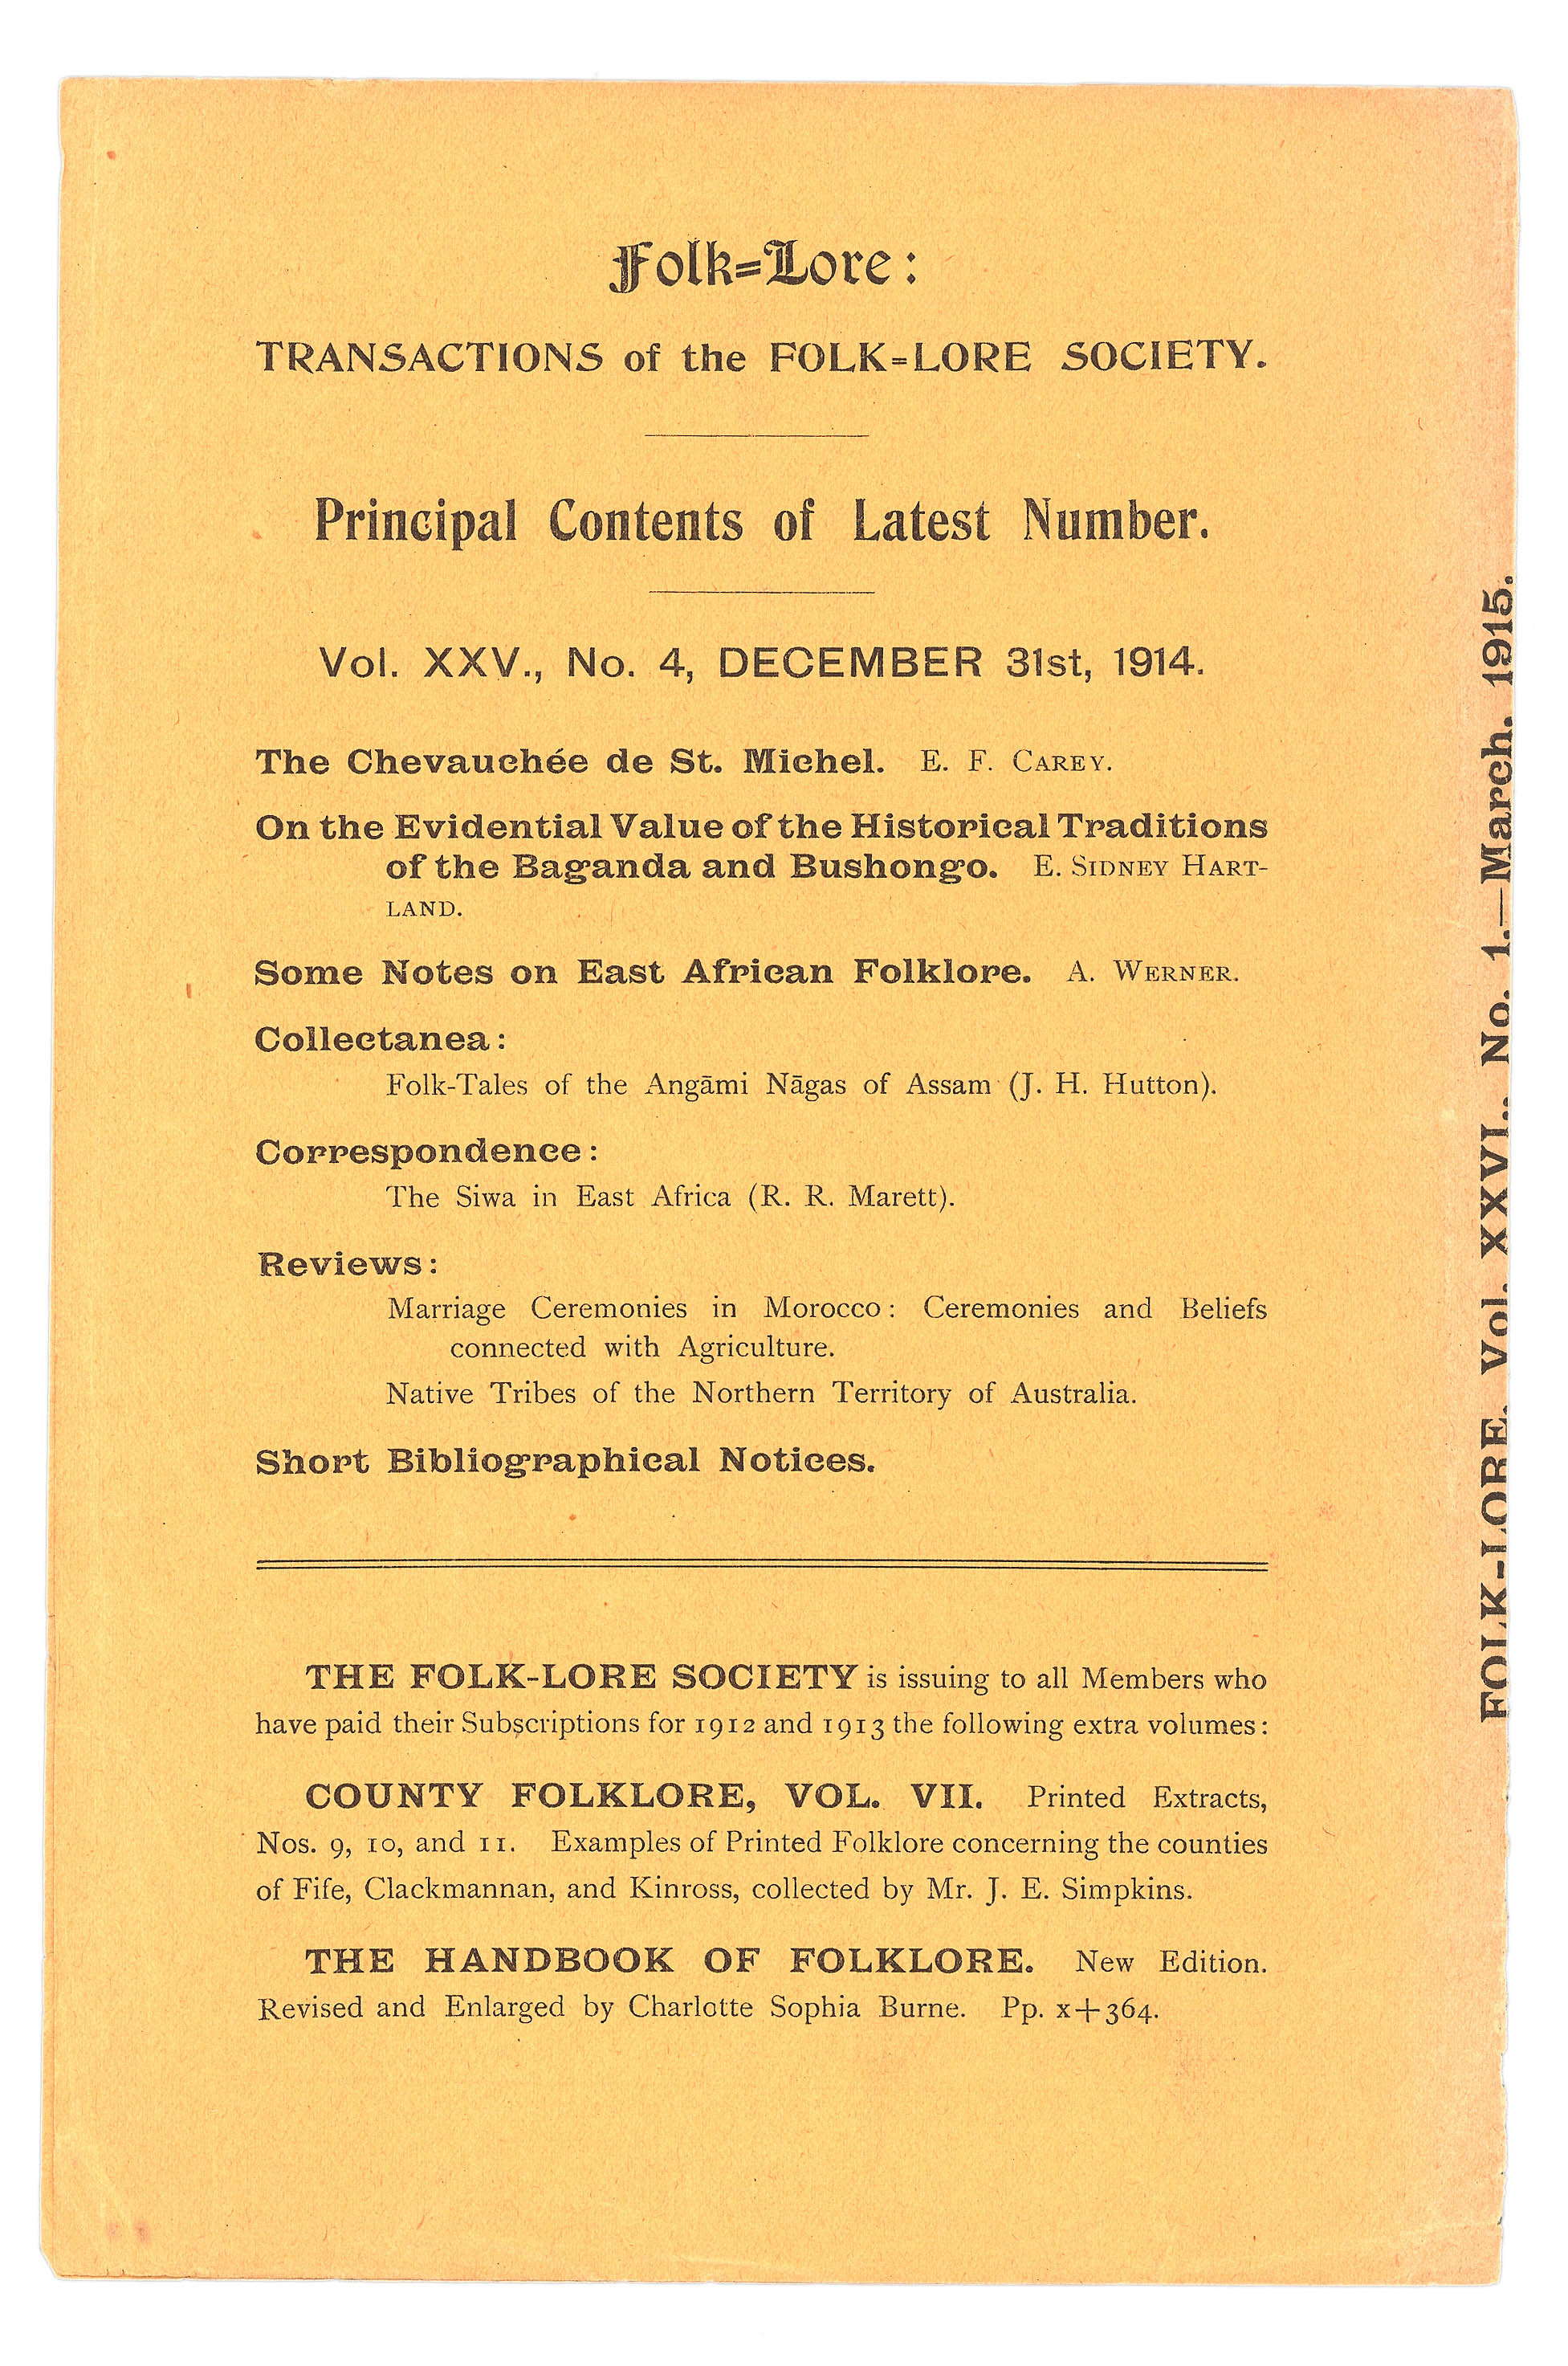 Folk=Lore:
TRANSACTIONS of the FOLK=LORE SOCIETY.
Principal Contents of Latest Number.
Vol. XXV., No. 4, DECEMBER 31st, 1914.
The Chevauchée de St. Michel. E. F. CAREY.
On the Evidential Value of the Historical Traditions
of the Baganda and Bushongo. E. SIDNEY HART-
LAND.
Some Notes on East African Folklore. A. WERNER.
Collectanea:
Folk-Tales of the Angāmi Nāgas of Assam (J. H. Hutton).
Correspondence:
The Siwa in East Africa (R. R. Marett).
Reviews:
Marriage Ceremonies in Morocco: Ceremonies and Beliefs
connected with Agriculture.
Native Tribes of the Northern Territory of Australia.
Short Bibliographical Notices.
THE FOLK-LORE SOCIETY is issuing to all Members who
have paid their Subscriptions for 1912 and 1913 the following extra volumes:
COUNTY FOLKLORE, VOL. VII. Printed Extracts,
Nos. 9, 10, and 11. Examples of Printed Folklore concerning the counties
of Fife, Clackmannan, and Kinross, collected by Mr. J. E. Simpkins.
THE HANDBOOK OF FOLKLORE. New Edition.
Revised and Enlarged by Charlotte Sophia Burne. Pp. x+364.
FOLK-LORE. Vol. XXVI., No. 1.—March, 1915.